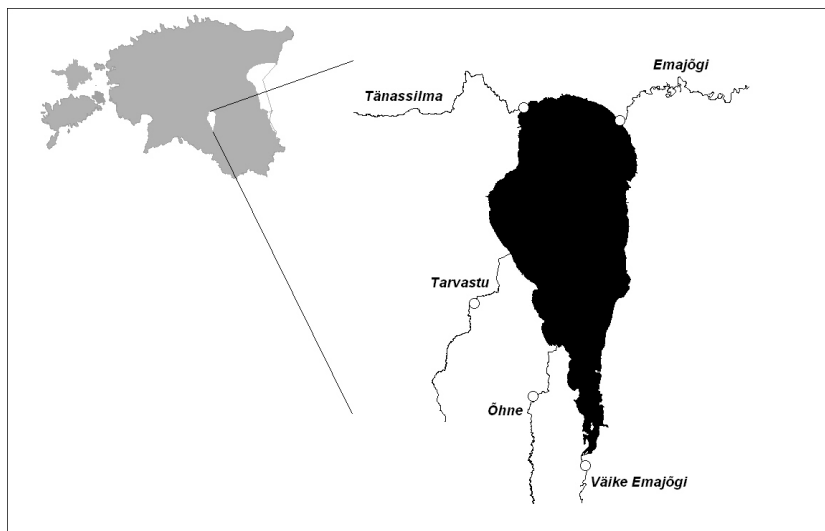 Emajõgi
Tänassilma
Tarvastu
Õhne
Väike Emajõgi